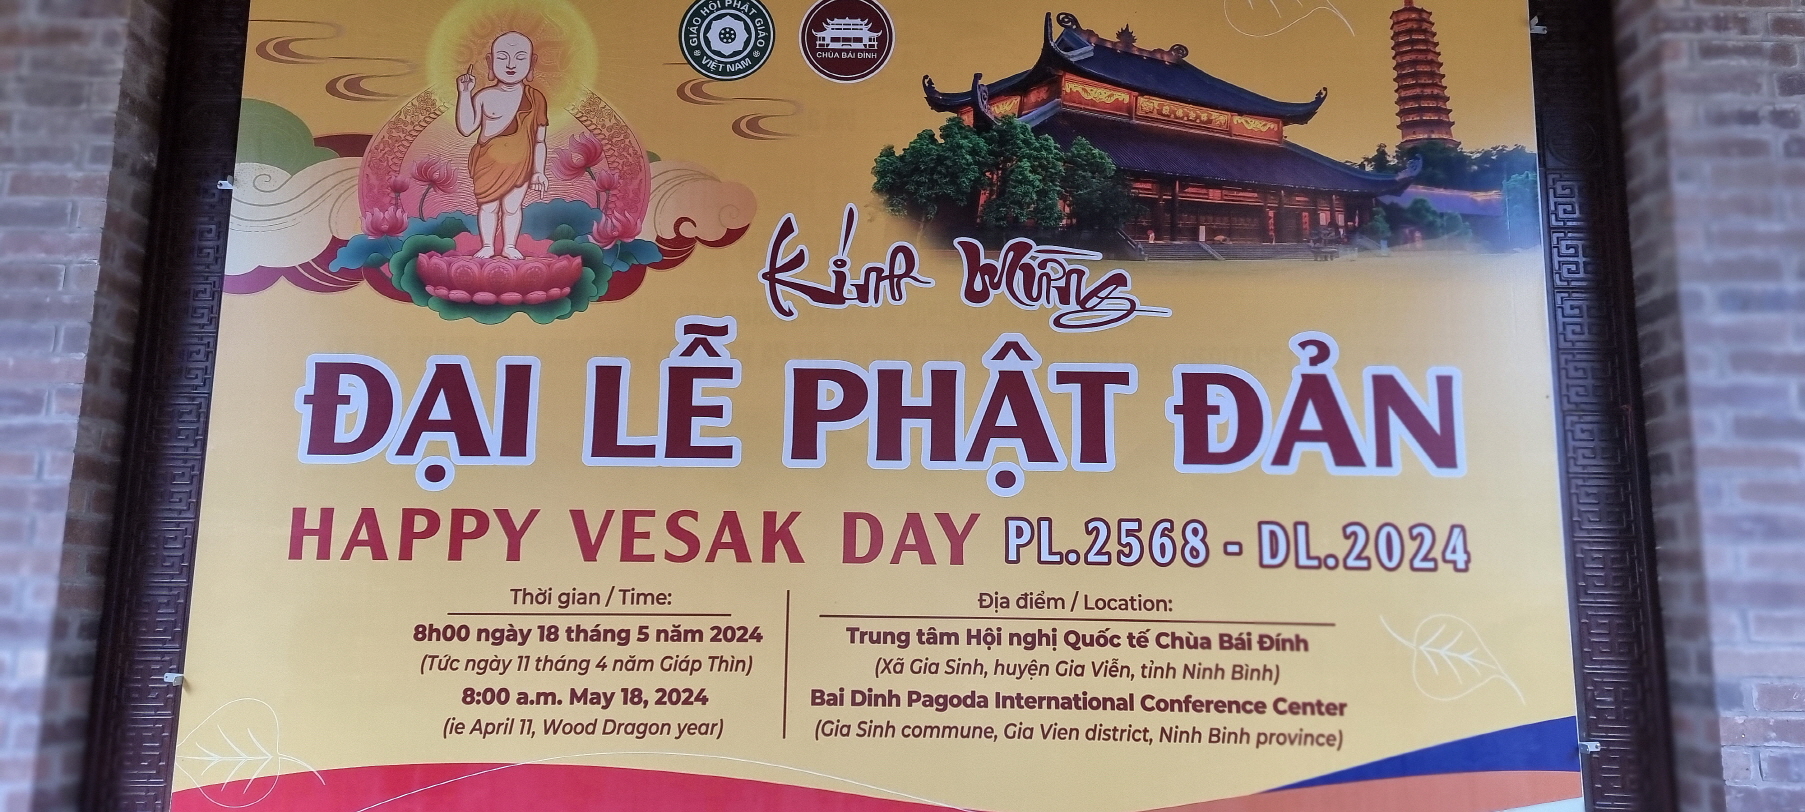 GIÁO HỘI PHẬT GIÁO
VIỆT NAM
CHÙA BÁI ĐÍNH
Kính Mừng
ĐẠI LỄ PHẬT ĐẢN
HAPPY VESAK DAY PL.2568 - DL.2024
Thời gian / Time:
8h00 ngày 18 tháng 5 năm 2024
(Tức ngày 11 tháng 4 năm Giáp Thìn)
8:00 a.m. May 18, 2024
(ie April 11, Wood Dragon year)
Địa điểm / Location:
Trung tâm Hội nghị Quốc tế Chùa Bái Đính
(Xã Gia Sinh, huyện Gia Viễn, tỉnh Ninh Bình)
Bai Dinh Pagoda International Conference Center
(Gia Sinh commune, Gia Vien district, Ninh Binh province)